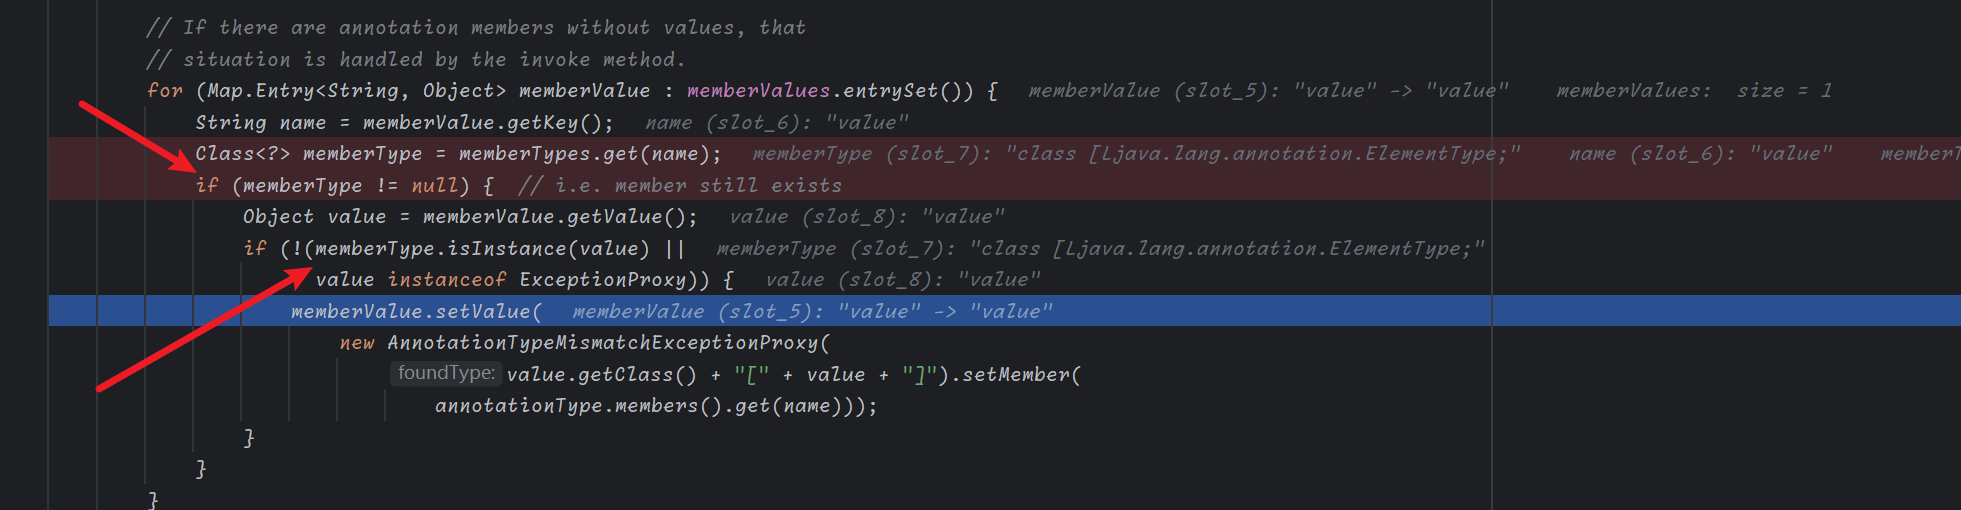 // If there are annotation members without values, that
// situation is handled by the invoke method.
for (Map.Entry<String, Object> memberValue : memberValues.entrySet()) {  memberValue (slot_5): "value" -> "value"  memberValues:  size = 1
String name = memberValue.getKey();  name (slot_6): "value"
Class<?> memberType = memberTypes.get(name);  memberType (slot_7): "class [Ljava.lang.annotation.ElementType;"  name (slot_6): "value"
if (memberType != null) {  // i.e. member still exists
Object value = memberValue.getValue();  value (slot_8): "value"
if (!(memberType.isInstance(value) ||  memberType (slot_7): "class [Ljava.lang.annotation.ElementType;"
value instanceof ExceptionProxy)) {  value (slot_8): "value"
memberValue.setValue(  memberValue (slot_5): "value" -> "value"
new AnnotationTypeMismatchExceptionProxy(
foundType: value.getClass() + "[" + value + "]").setMember(
annotationType.members().get(name)));
}
}
}